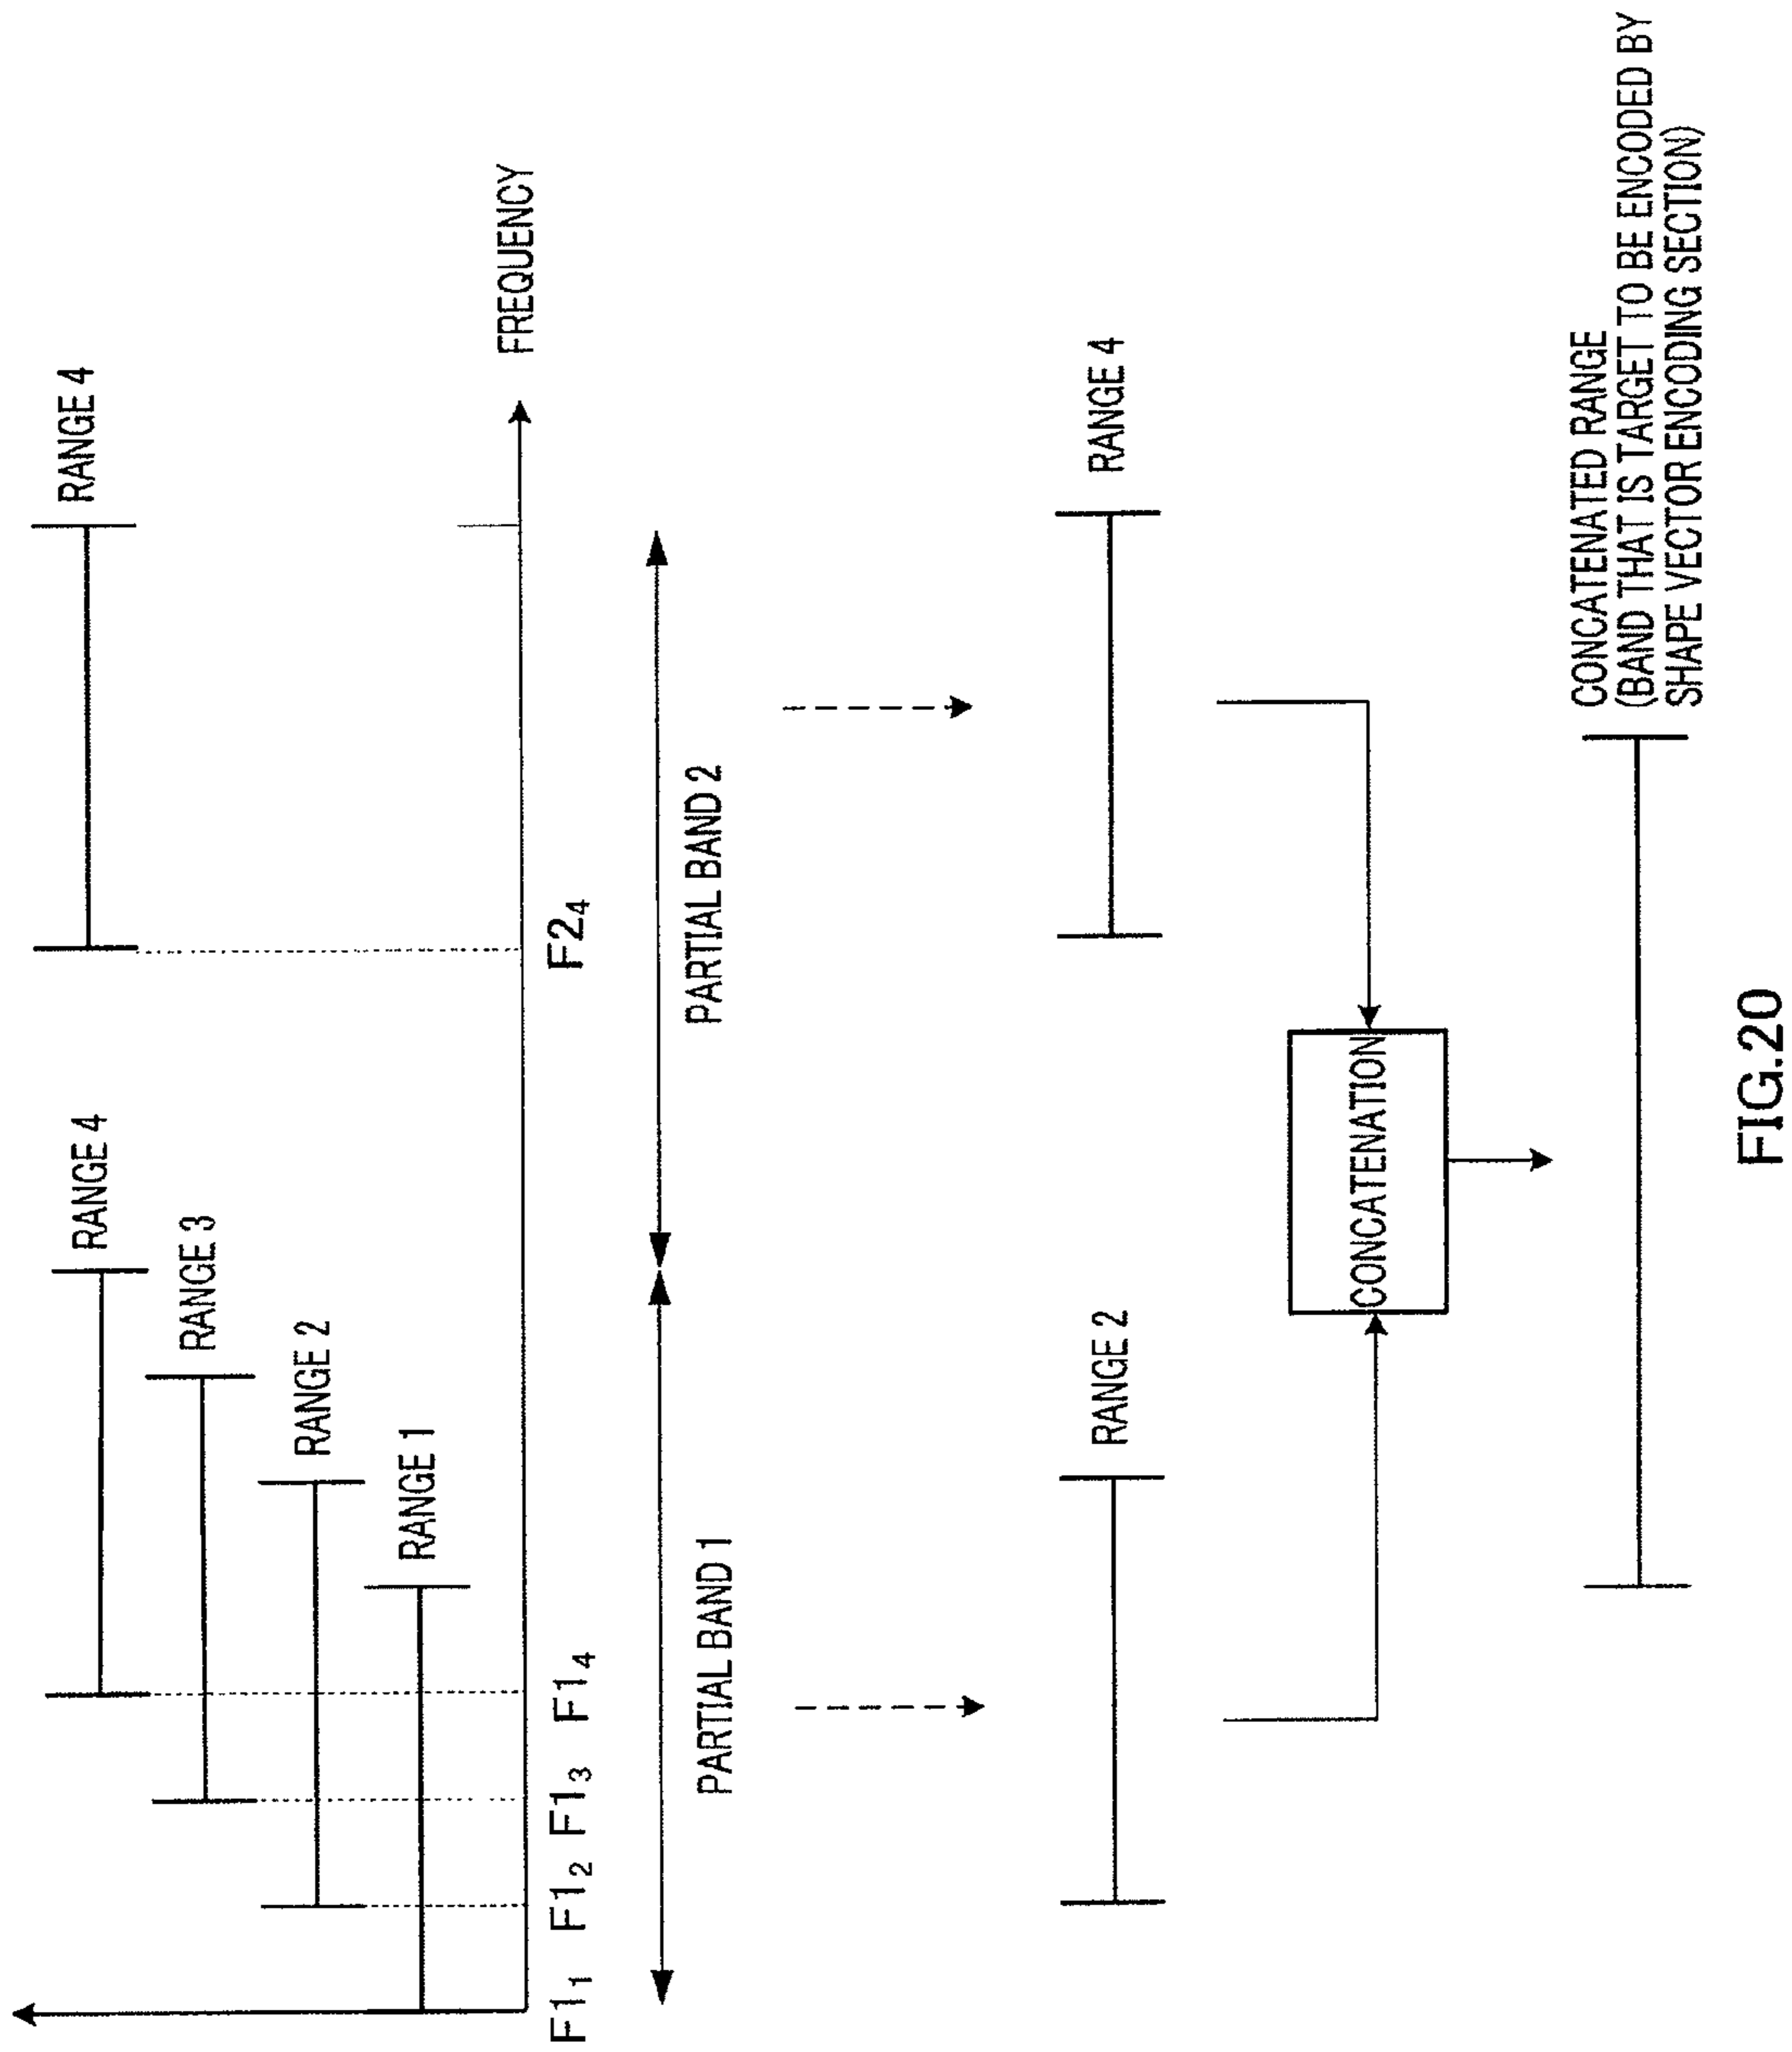 RANGE 4
RANGE 4
RANGE 3
RANGE 2
RANGE 1
FREQUENCY
F1₁ F1₂ F1₃ F1₄
F2₄
PARTIAL BAND 1
PARTIAL BAND 2
RANGE 2
RANGE 4
CONCATENATION
CONCATENATED RANGE
(BAND THAT IS TARGET TO BE ENCODED BY
SHAPE VECTOR ENCODING SECTION)
FIG.20